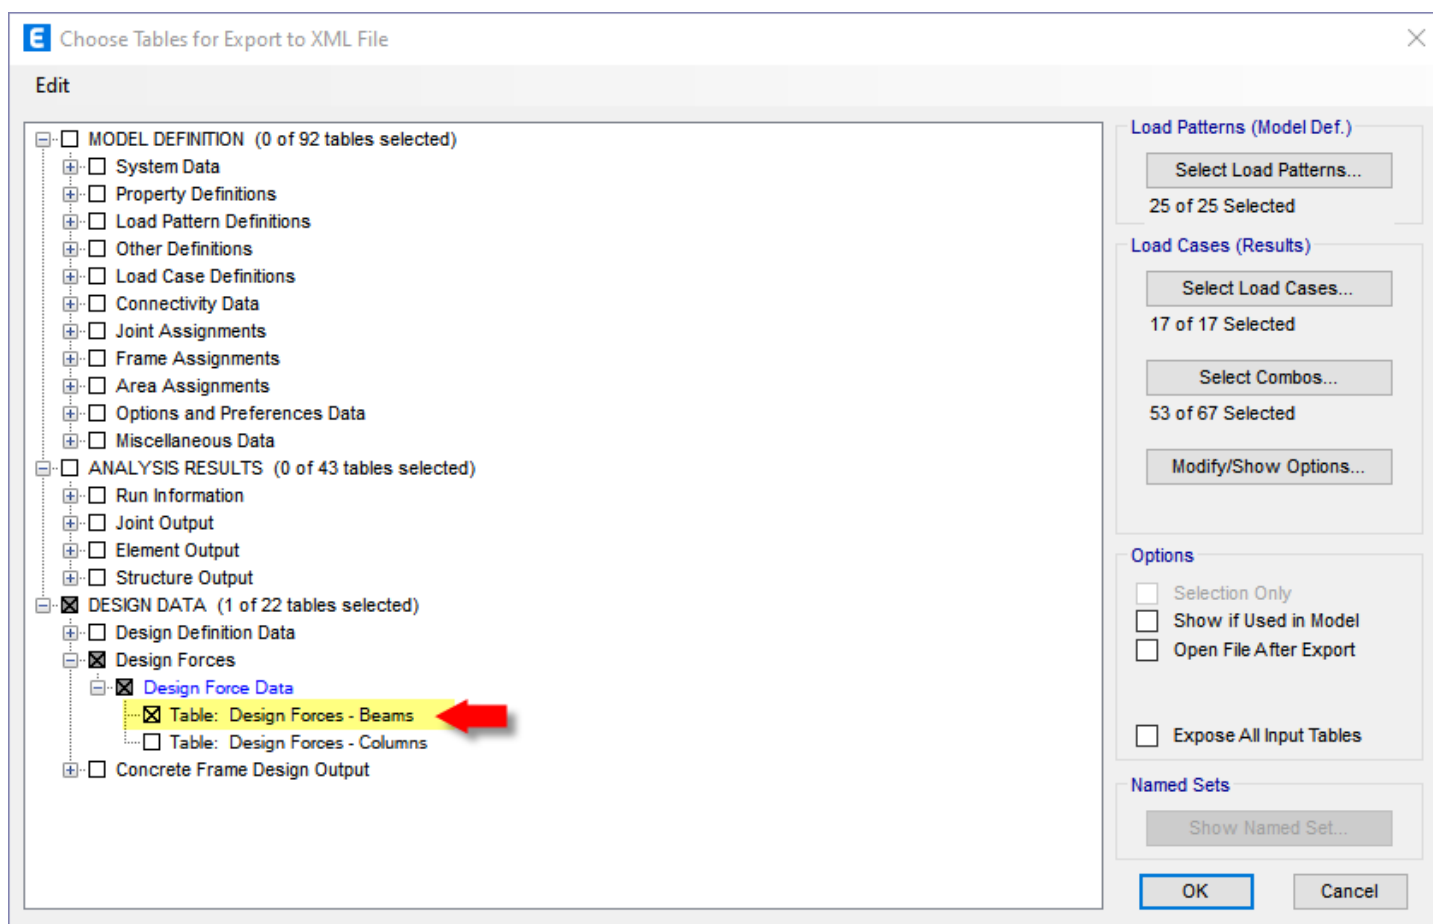 E Choose Tables for Export to XML File
Edit
MODEL DEFINITION (0 of 92 tables selected)
System Data
Property Definitions
Load Pattern Definitions
Other Definitions
Load Case Definitions
Connectivity Data
Joint Assignments
Frame Assignments
Area Assignments
Options and Preferences Data
Miscellaneous Data
ANALYSIS RESULTS (0 of 43 tables selected)
Run Information
Joint Output
Element Output
Structure Output
DESIGN DATA (1 of 22 tables selected)
Design Definition Data
Design Forces
Design Force Data
Table: Design Forces - Beams
Table: Design Forces - Columns
Concrete Frame Design Output
Load Patterns (Model Def.)
Select Load Patterns...
25 of 25 Selected
Load Cases (Results)
Select Load Cases...
17 of 17 Selected
Select Combos...
53 of 67 Selected
Modify/Show Options...
Options
Selection Only
Show if Used in Model
Open File After Export
Expose All Input Tables
Named Sets
Show Named Set...
OK
Cancel